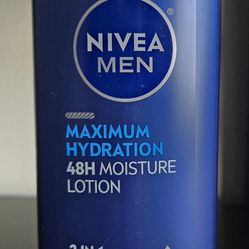 NIVEA
MEN
MAXIMUM
HYDRATION
48H MOISTURE
LOTION